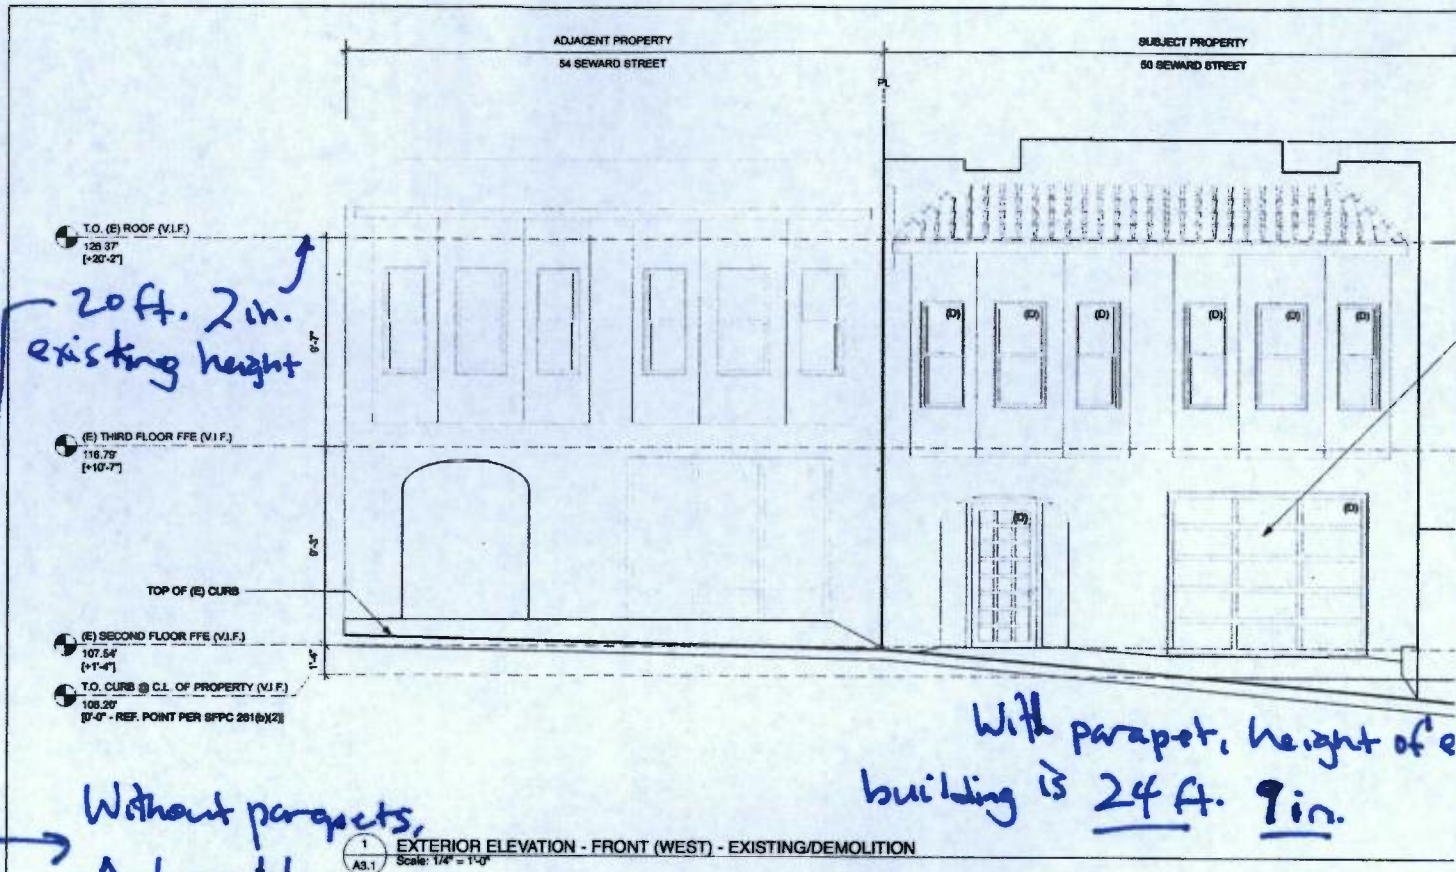 ADJACENT PROPERTY
54 SEWARD STREET
SUBJECT PROPERTY
50 SEWARD STREET
PL
T.O. (E) ROOF (V.I.F.)
126.37'
[+20'-2"]
20 ft. 2 in.
existing height
9'-7"
(D) (D) (D) (D) (D) (D)
(E) THIRD FLOOR FFE (V.I.F.)
116.79'
[+10'-7"]
(D) (D)
9'-3"
TOP OF (E) CURB
(E) SECOND FLOOR FFE (V.I.F.)
107.54'
[+1'-4"]
1'-4"
T.O. CURB @ C.L. OF PROPERTY (V.I.F.)
106.20'
[0'-0" - REF. POINT PER SFPC 261(b)(2)]
With parapet, height of
building is 24 ft. 9 in.
Without parapets,
1
A3.1
EXTERIOR ELEVATION - FRONT (WEST) - EXISTING/DEMOLITION
Scale: 1/4" = 1'-0"